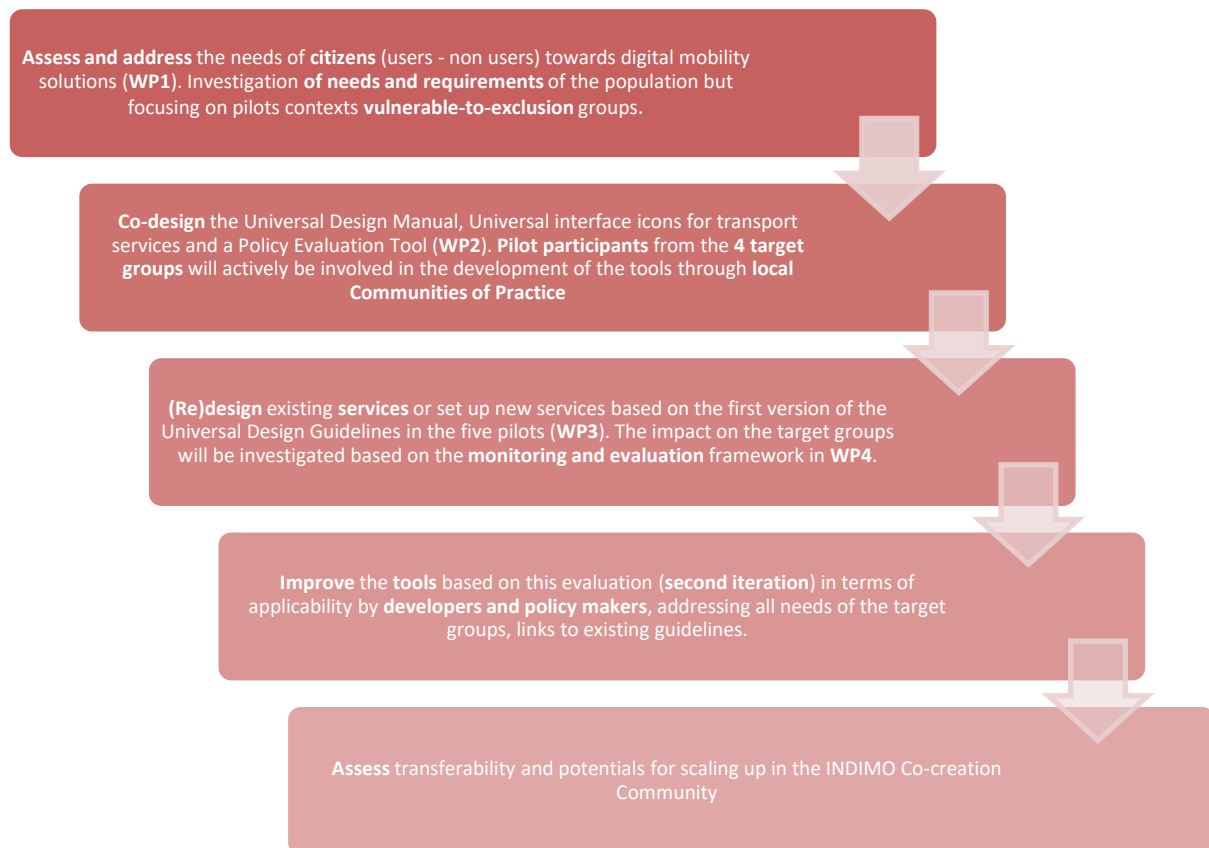 Assess and address the needs of citizens (users - non users) towards digital mobility
solutions (WP1). Investigation of needs and requirements of the population but
focusing on pilots contexts vulnerable-to-exclusion groups.
Co-design the Universal Design Manual, Universal interface icons for transport
services and a Policy Evaluation Tool (WP2). Pilot participants from the 4 target
groups will actively be involved in the development of the tools through local
Communities of Practice
(Re)design existing services or set up new services based on the first version of the
Universal Design Guidelines in the five pilots (WP3). The impact on the target groups
will be investigated based on the monitoring and evaluation framework in WP4.
Improve the tools based on this evaluation (second iteration) in terms of
applicability by developers and policy makers, addressing all needs of the target
groups, links to existing guidelines.
Assess transferability and potentials for scaling up in the INDIMO Co-creation
Community